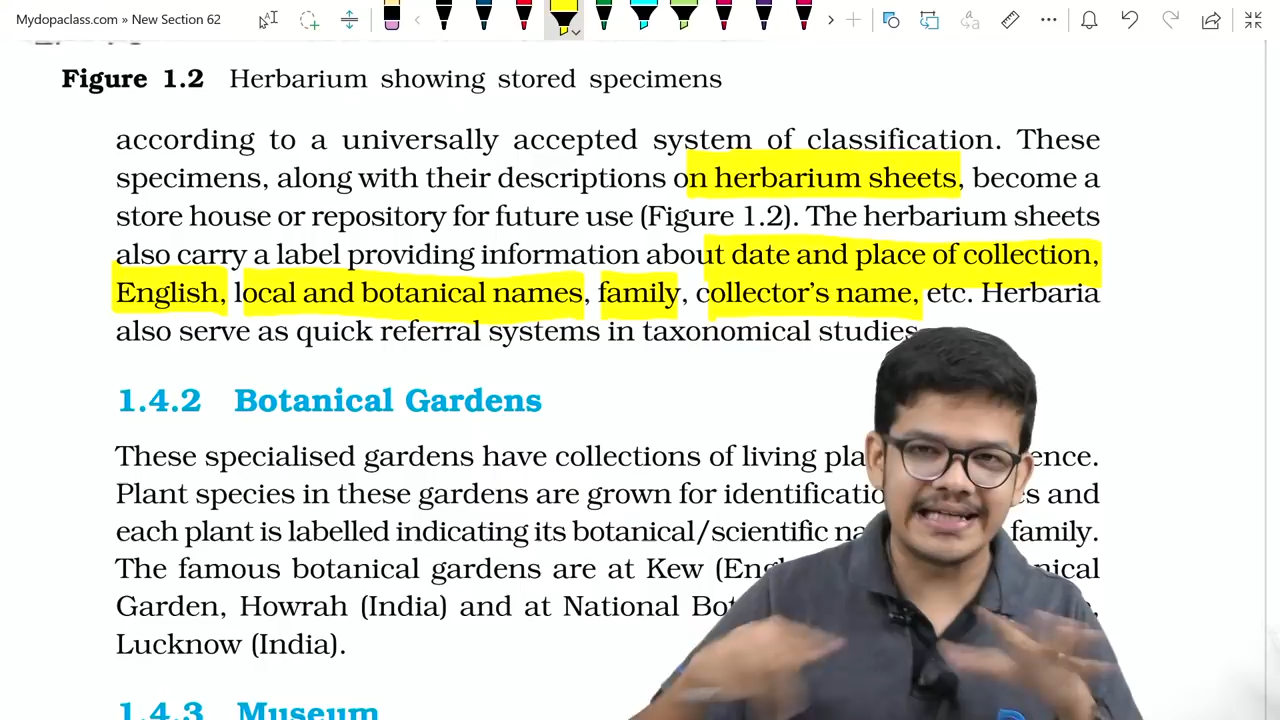 Mydopaclass.com » New Section 62
Figure 1.2 Herbarium showing stored specimens
according to a universally accepted system of classification. These
specimens, along with their descriptions on herbarium sheets, become a
store house or repository for future use (Figure 1.2). The herbarium sheets
also carry a label providing information about date and place of collection,
English, local and botanical names, family, collector's name, etc. Herbaria
also serve as quick referral systems in taxonomical studies
1.4.2 Botanical Gardens
These specialised gardens have collections of living
Plant species in these gardens are grown for and
each plant is labelled indicating its botanical/scientific family.
The famous botanical gardens are at Kew
Garden, Howrah (India) and at National
Lucknow (India).
1.4.3 Museum